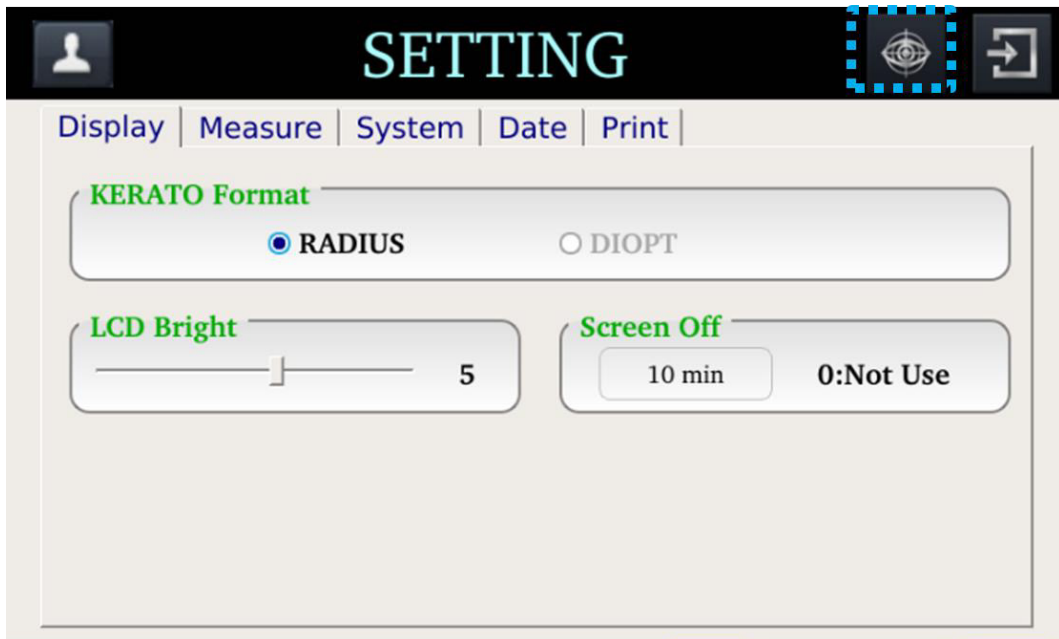 SETTING
Display Measure System Date Print
KERATO Format
RADIUS DIOPT
LCD Bright Screen Off
5 10 min 0:Not Use